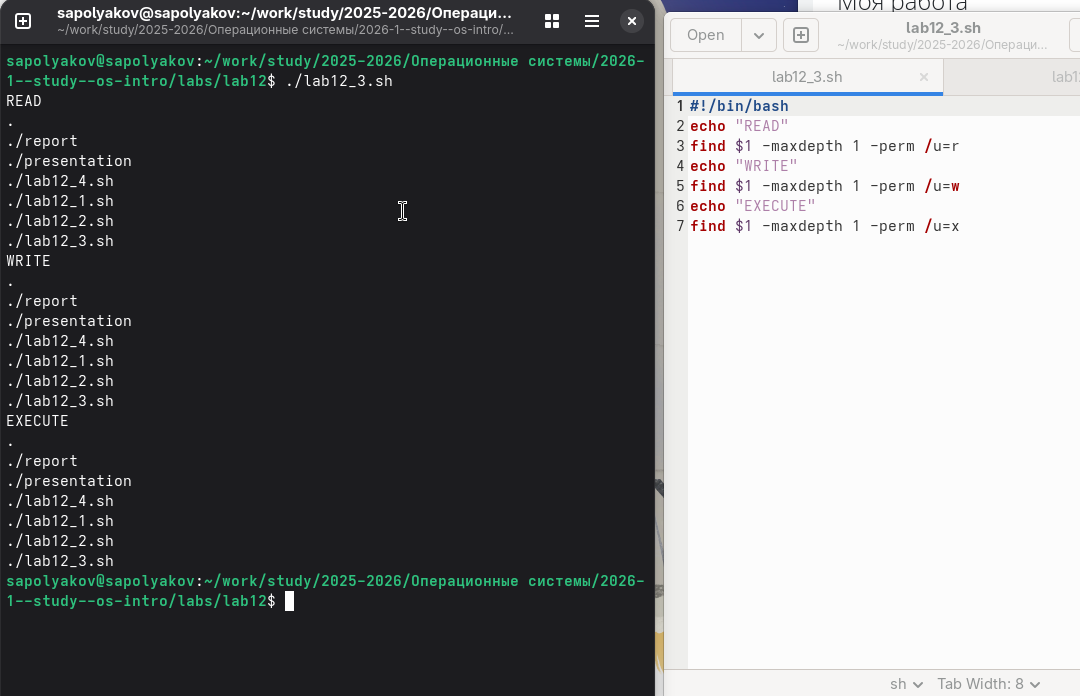 sapolyakov@sapolyakov:~/work/study/2025-2026/Операци...
~/work/study/2025-2026/Операционные системы/2026-1--study--os-intro/...
sapolyakov@sapolyakov:~/work/study/2025-2026/Операционные системы/2026-
1--study--os-intro/labs/lab12$ ./lab12_3.sh
READ
.
./report
./presentation
./lab12_4.sh
./lab12_1.sh
./lab12_2.sh
./lab12_3.sh
WRITE
.
./report
./presentation
./lab12_4.sh
./lab12_1.sh
./lab12_2.sh
./lab12_3.sh
EXECUTE
.
./report
./presentation
./lab12_4.sh
./lab12_1.sh
./lab12_2.sh
./lab12_3.sh
sapolyakov@sapolyakov:~/work/study/2025-2026/Операционные системы/2026-
1--study--os-intro/labs/lab12$
Моя работа
Open
lab12_3.sh
~/work/study/2025-2026/Операци...
lab12_3.sh
lab1
1 #!/bin/bash
2 echo "READ"
3 find $1 -maxdepth 1 -perm /u=r
4 echo "WRITE"
5 find $1 -maxdepth 1 -perm /u=w
6 echo "EXECUTE"
7 find $1 -maxdepth 1 -perm /u=x
sh Tab Width: 8